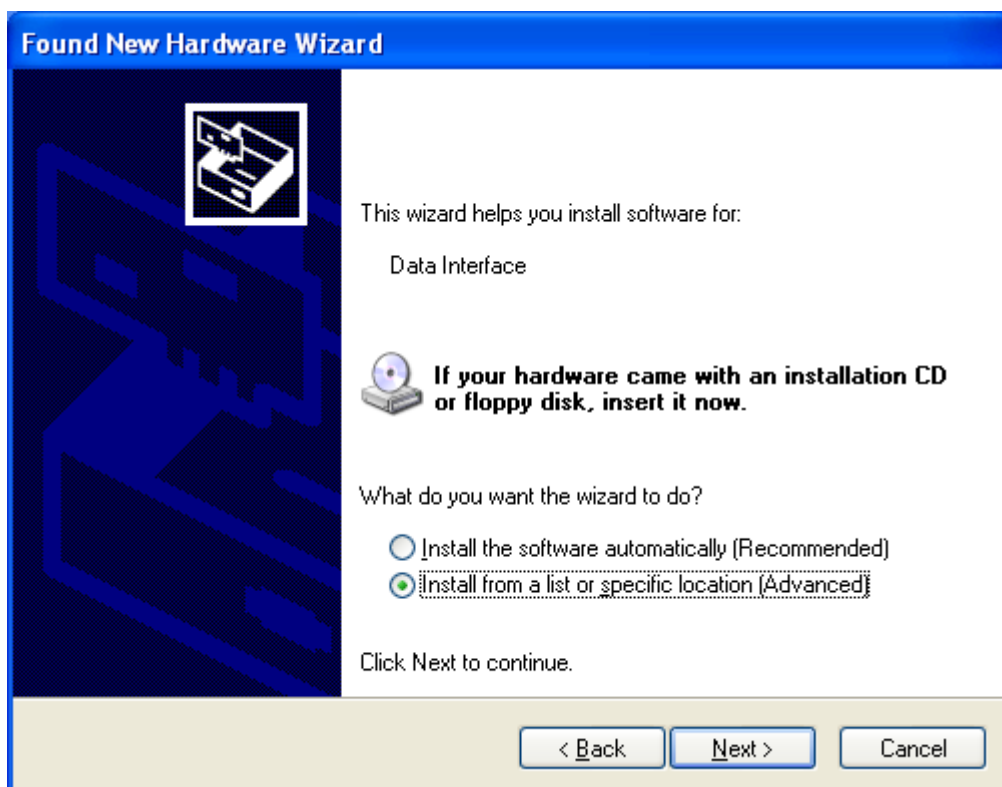 Found New Hardware Wizard
This wizard helps you install software for:
Data Interface
If your hardware came with an installation CD
or floppy disk, insert it now.
What do you want the wizard to do?
Install the software automatically (Recommended)
Install from a list or specific location (Advanced)
Click Next to continue.
< Back
Next >
Cancel